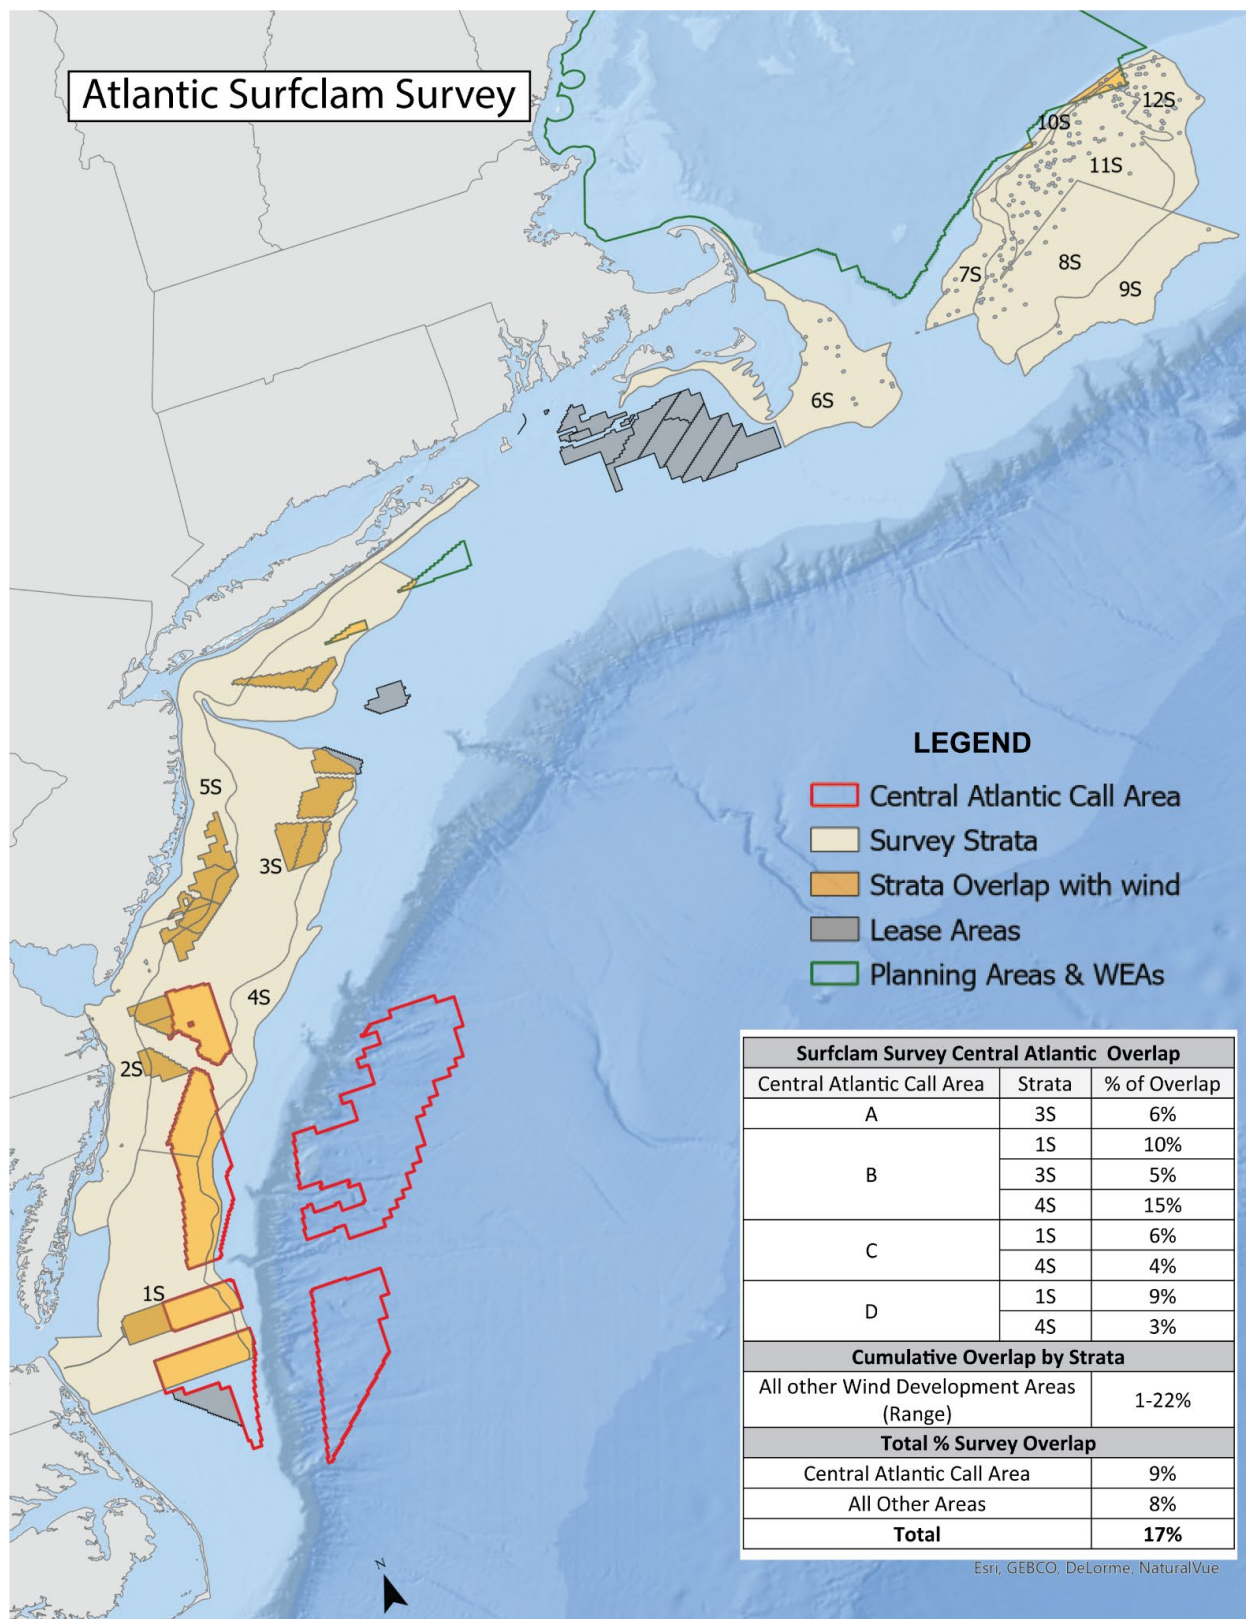 Atlantic Surfclam Survey
12S
10S
11S
7S
8S
9S
6S
5S
3S
4S
2S
1S
LEGEND
Central Atlantic Call Area
Survey Strata
Strata Overlap with wind
Lease Areas
Planning Areas & WEAs
Surfclam Survey Central Atlantic Overlap
Central Atlantic Call Area Strata % of Overlap
A 3S 6%
B 1S 10%
3S 5%
4S 15%
C 1S 6%
4S 4%
D 1S 9%
4S 3%
Cumulative Overlap by Strata
All other Wind Development Areas
(Range) 1-22%
Total % Survey Overlap
Central Atlantic Call Area 9%
All Other Areas 8%
Total 17%
Esri, GEBCO, DeLorme, NaturalVue
N